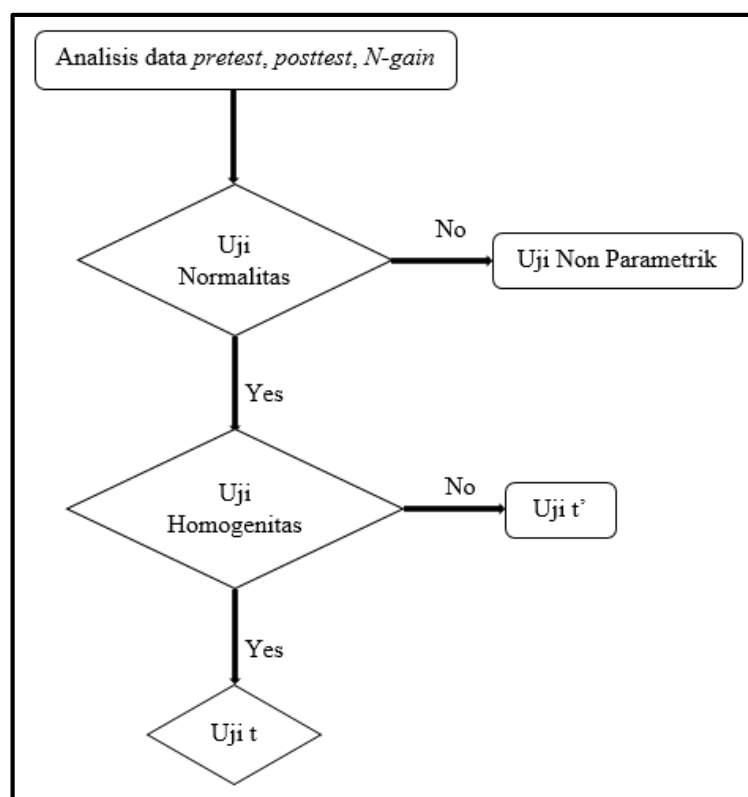 Analisis data pretest, posttest, N-gain
Uji
Normalitas
No
Uji Non Parametrik
Yes
Uji
Homogenitas
No
Uji t’
Yes
Uji t